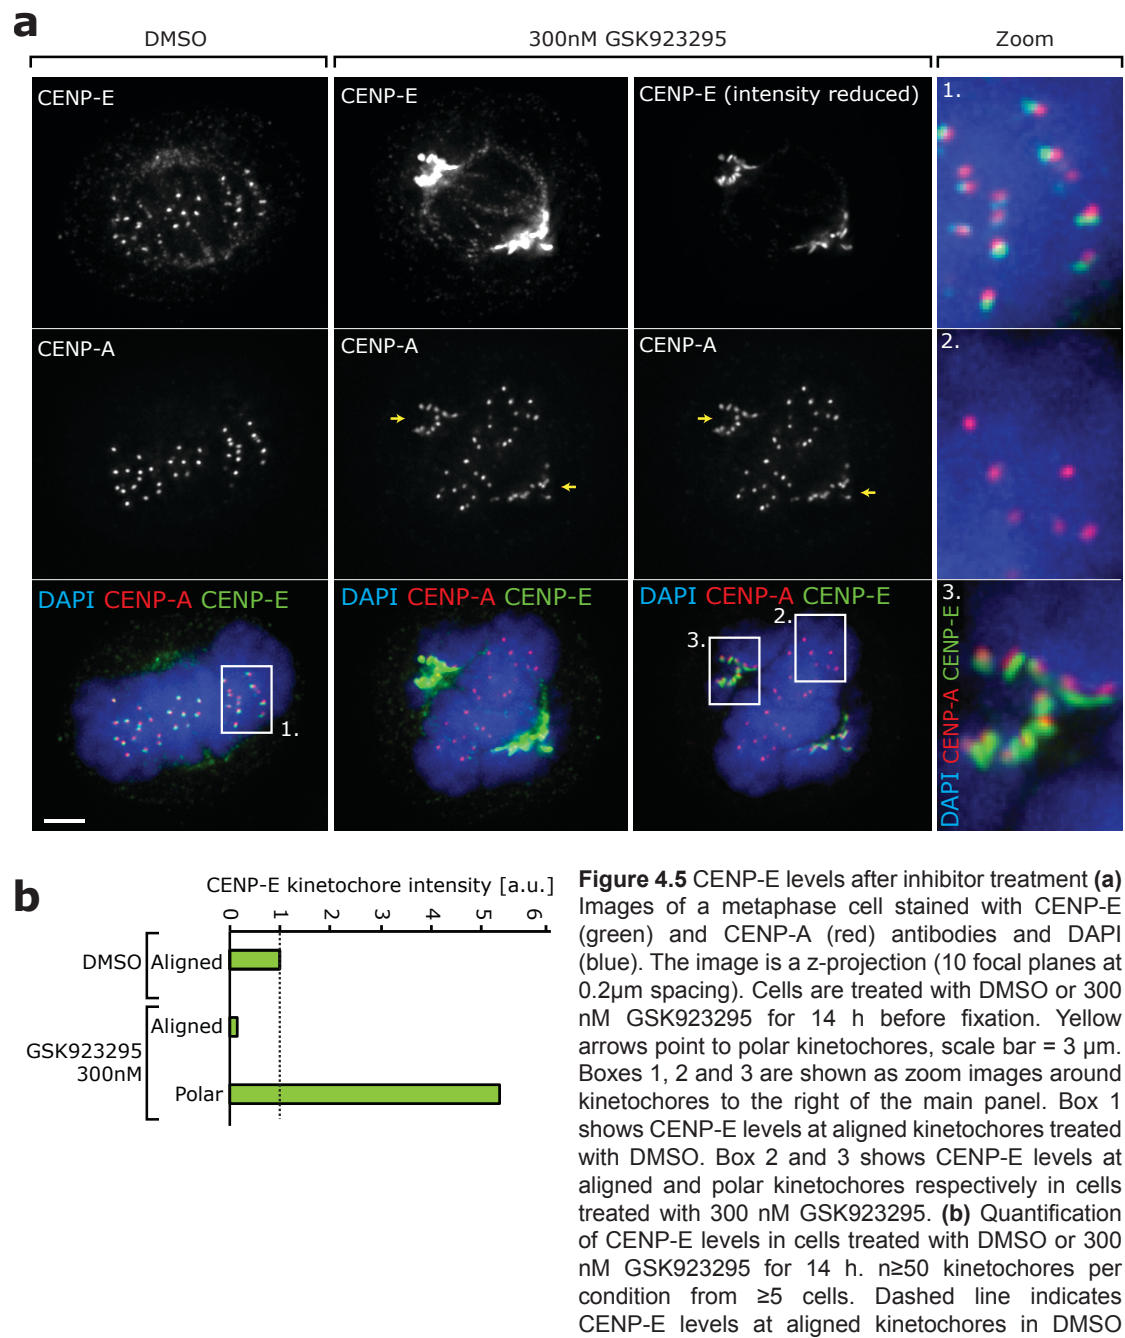 a
DMSO
300nM GSK923295
Zoom
CENP-E
CENP-E
CENP-E (intensity reduced)
1.
CENP-A
CENP-A
CENP-A
2.
DAPI CENP-A CENP-E
DAPI CENP-A CENP-E
DAPI CENP-A CENP-E
1.
3.
2.
3.
DAPI CENP-A CENP-E
b
CENP-E kinetochore intensity [a.u.]
0 1 2 3 4 5 6
DMSO
Aligned
GSK923295
300nM
Aligned
Polar
Figure 4.5 CENP-E levels after inhibitor treatment (a)
Images of a metaphase cell stained with CENP-E
(green) and CENP-A (red) antibodies and DAPI
(blue). The image is a z-projection (10 focal planes at
0.2μm spacing). Cells are treated with DMSO or 300
nM GSK923295 for 14 h before fixation. Yellow
arrows point to polar kinetochores, scale bar = 3 μm.
Boxes 1, 2 and 3 are shown as zoom images around
kinetochores to the right of the main panel. Box 1
shows CENP-E levels at aligned kinetochores treated
with DMSO. Box 2 and 3 shows CENP-E levels at
aligned and polar kinetochores respectively in cells
treated with 300 nM GSK923295. (b) Quantification
of CENP-E levels in cells treated with DMSO or 300
nM GSK923295 for 14 h. n≥50 kinetochores per
condition from ≥5 cells. Dashed line indicates
CENP-E levels at aligned kinetochores in DMSO